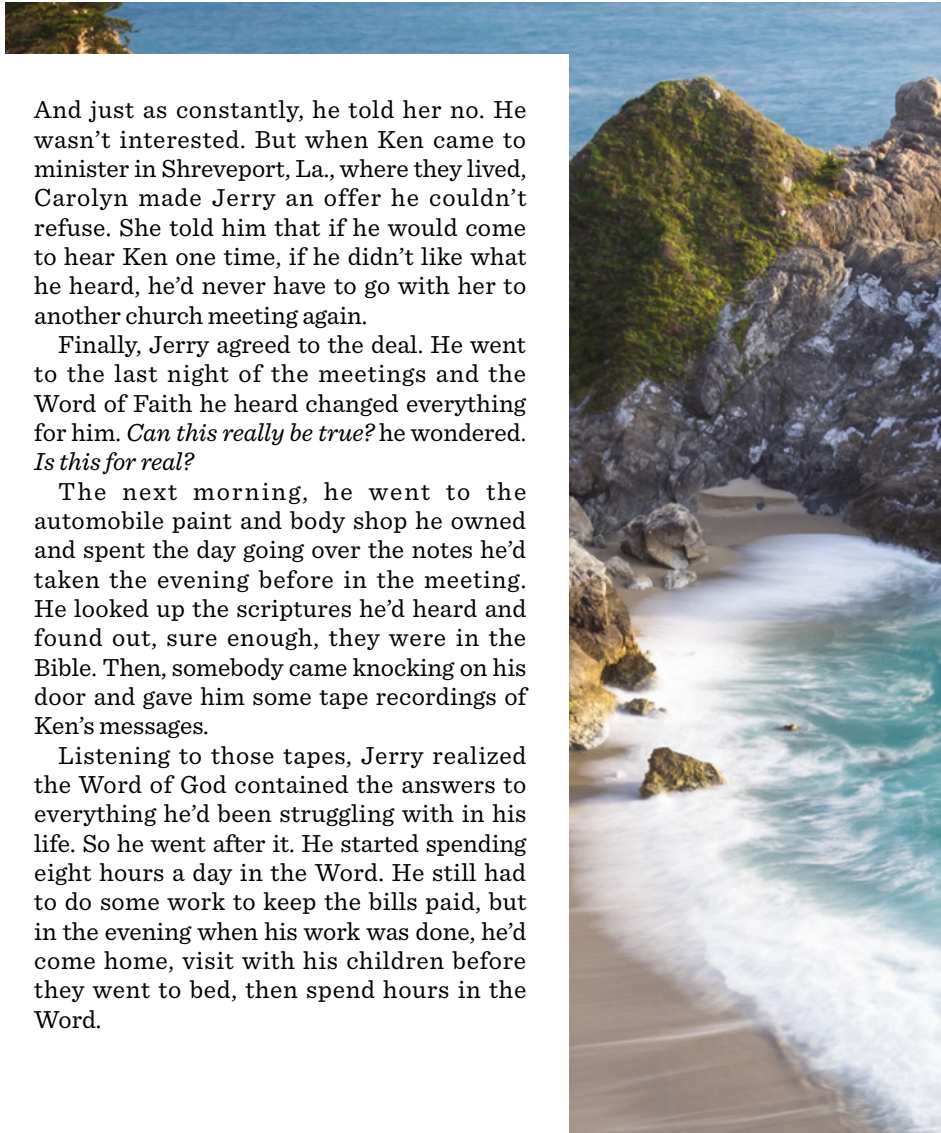 And just as constantly, he told her no. He
wasn’t interested. But when Ken came to
minister in Shreveport, La., where they lived,
Carolyn made Jerry an offer he couldn’t
refuse. She told him that if he would come
to hear Ken one time, if he didn’t like what
he heard, he’d never have to go with her to
another church meeting again.
Finally, Jerry agreed to the deal. He went
to the last night of the meetings and the
Word of Faith he heard changed everything
for him. Can this really be true? he wondered.
Is this for real?
The next morning, he went to the
automobile paint and body shop he owned
and spent the day going over the notes he’d
taken the evening before in the meeting.
He looked up the scriptures he’d heard and
found out, sure enough, they were in the
Bible. Then, somebody came knocking on his
door and gave him some tape recordings of
Ken’s messages.
Listening to those tapes, Jerry realized
the Word of God contained the answers to
everything he’d been struggling with in his
life. So he went after it. He started spending
eight hours a day in the Word. He still had
to do some work to keep the bills paid, but
in the evening when his work was done, he’d
come home, visit with his children before
they went to bed, then spend hours in the
Word.